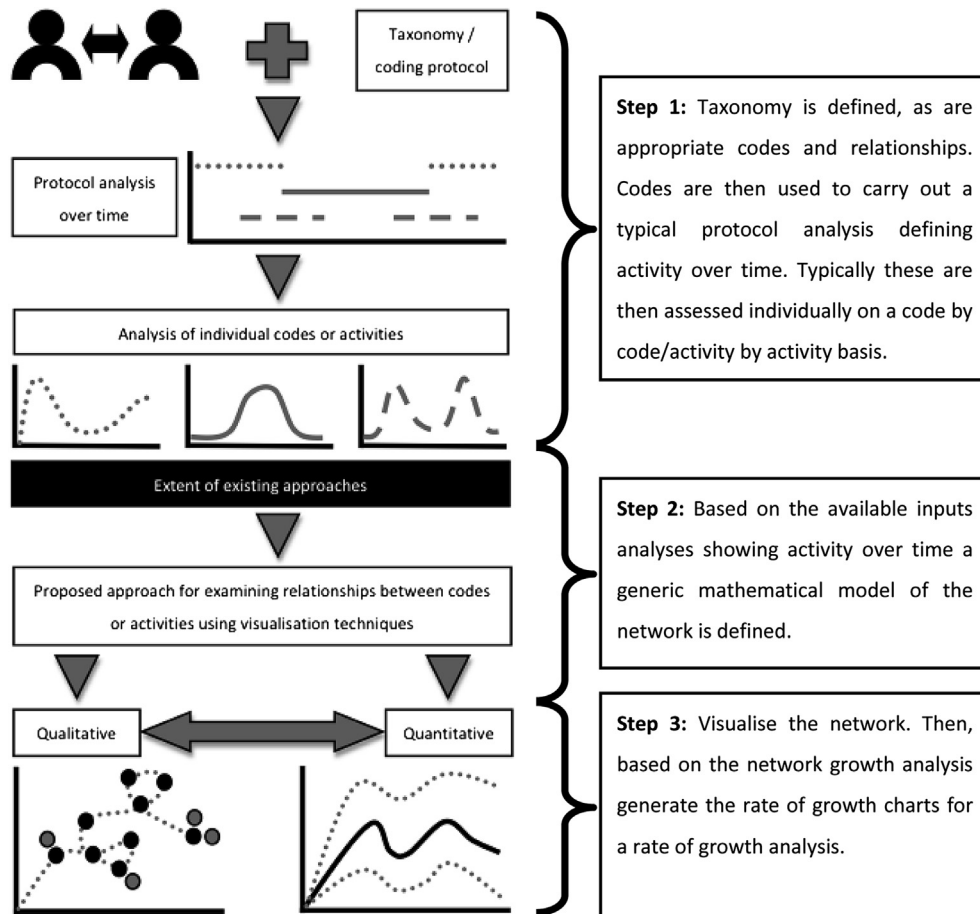 Taxonomy /
coding protocol
Step 1: Taxonomy is defined, as are
appropriate codes and relationships.
Codes are then used to carry out a
typical protocol analysis defining
activity over time. Typically these are
then assessed individually on a code by
code/activity by activity basis.
Protocol analysis
over time
Analysis of individual codes or activities
Extent of existing approaches
Step 2: Based on the available inputs
analyses showing activity over time a
generic mathematical model of the
network is defined.
Proposed approach for examining relationships between codes
or activities using visualisation techniques
Qualitative
Quantitative
Step 3: Visualise the network. Then,
based on the network growth analysis
generate the rate of growth charts for
a rate of growth analysis.